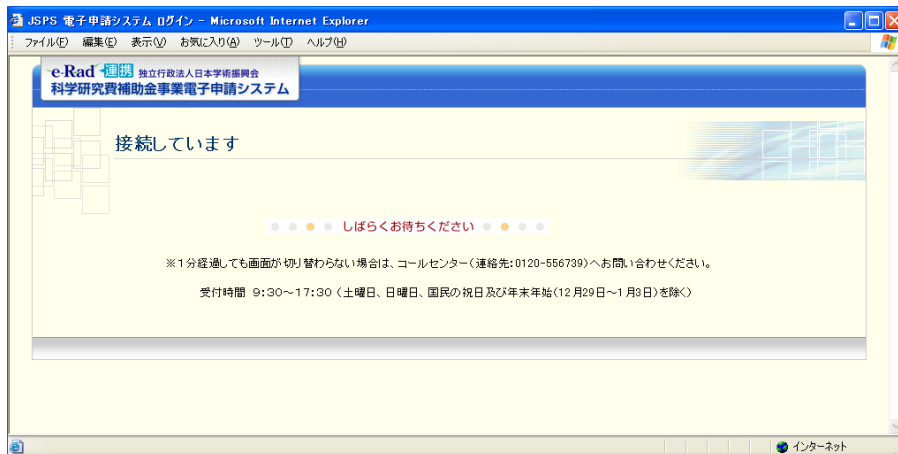 JSPS 電子申請システム ログイン - Microsoft Internet Explorer
ファイル(F) 編集(E) 表示(V) お気に入り(A) ツール(T) ヘルプ(H)
e-Rad 連携 独立行政法人日本学術振興会
科学研究費補助金事業電子申請システム
接続しています
しばらくお待ちください
※1分経過しても画面が切り替わらない場合は、コールセンター(連絡先:0120-556739)へお問い合わせください。
受付時間 9:30～17:30 (土曜日、日曜日、国民の祝日及び年末年始(12月29日～1月3日)を除く)
インターネット